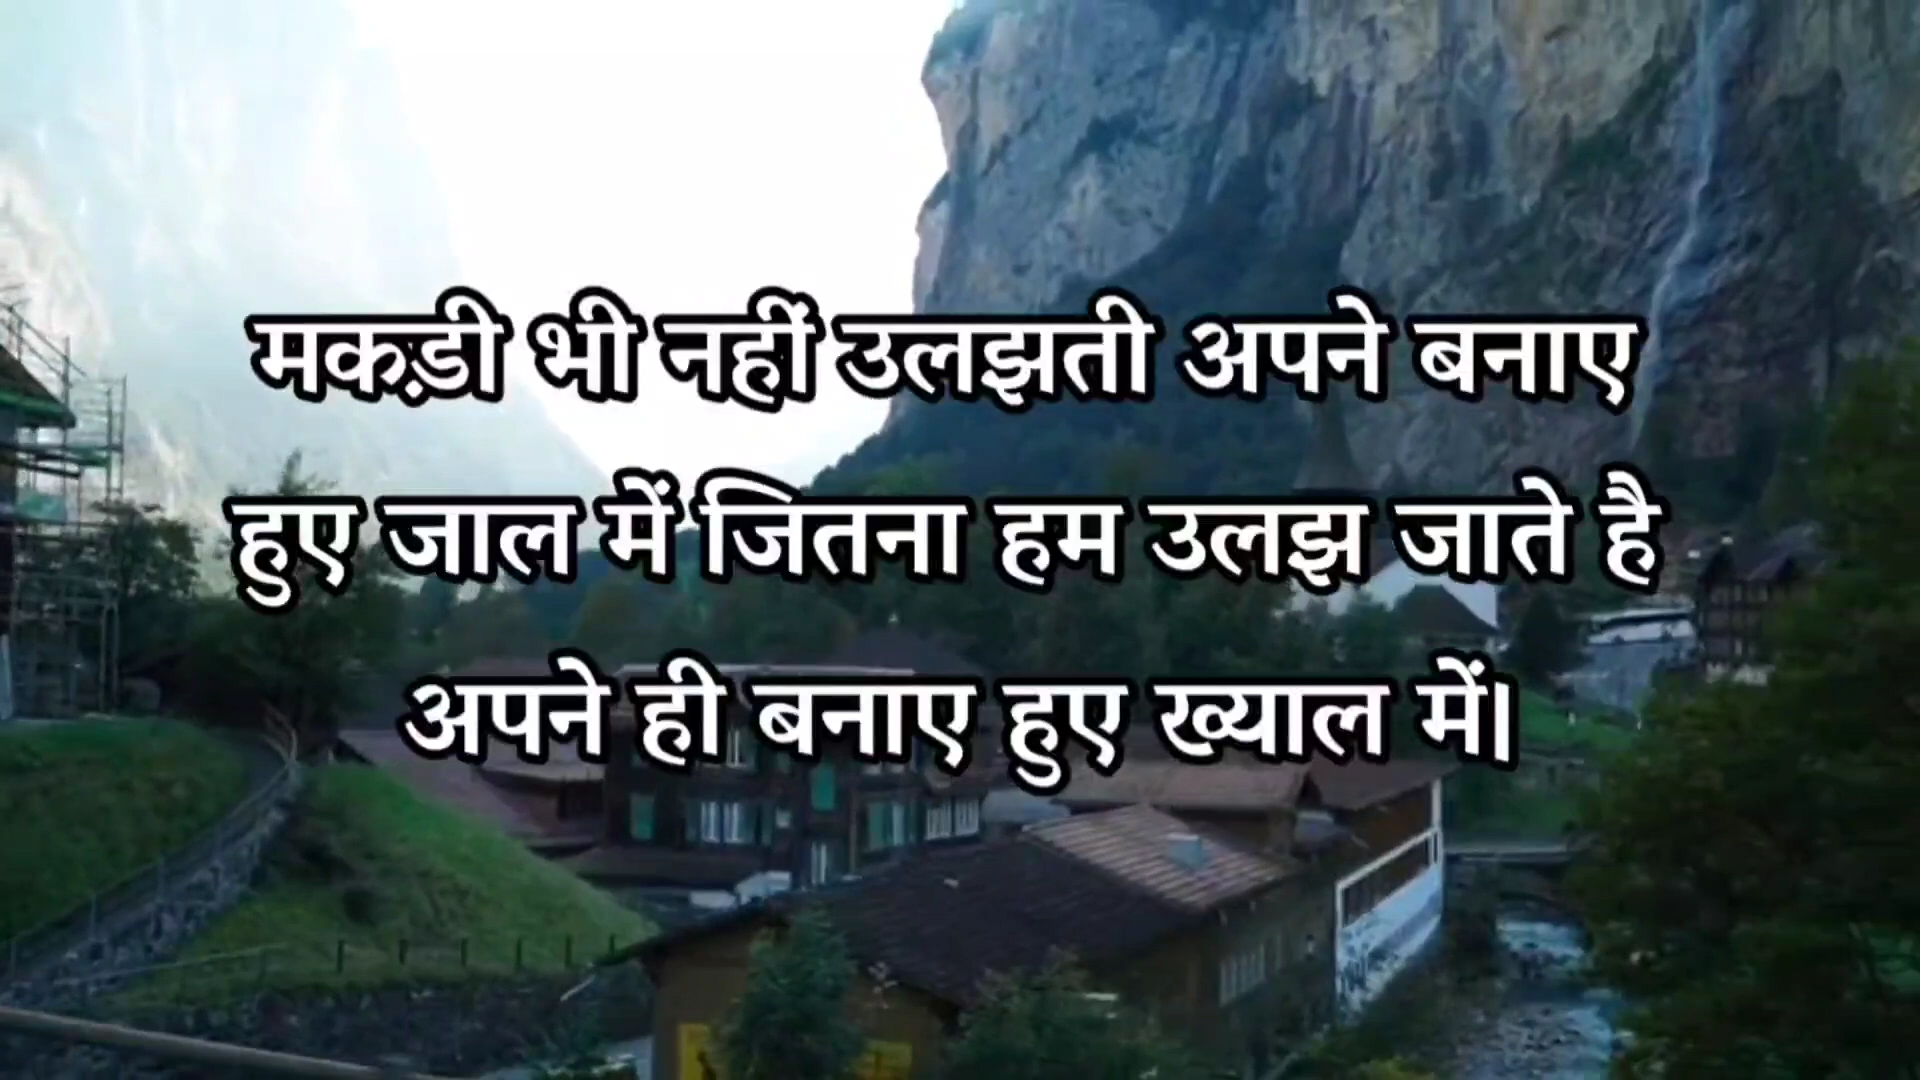 मकड़ी भी नहीं उलझती अपने बनाए
हुए जाल में जितना हम उलझ जाते है
अपने ही बनाए हुए ख्याल में।